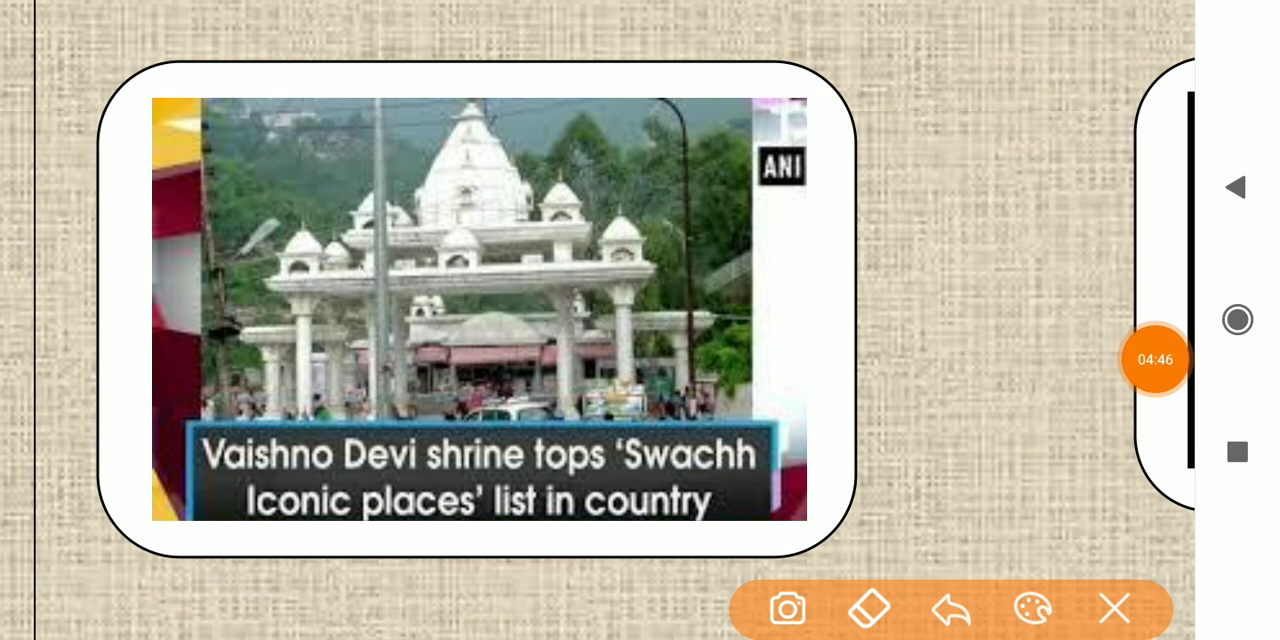 ANI
Vaishno Devi shrine tops ‘Swachh
Iconic places’ list in country
04:46